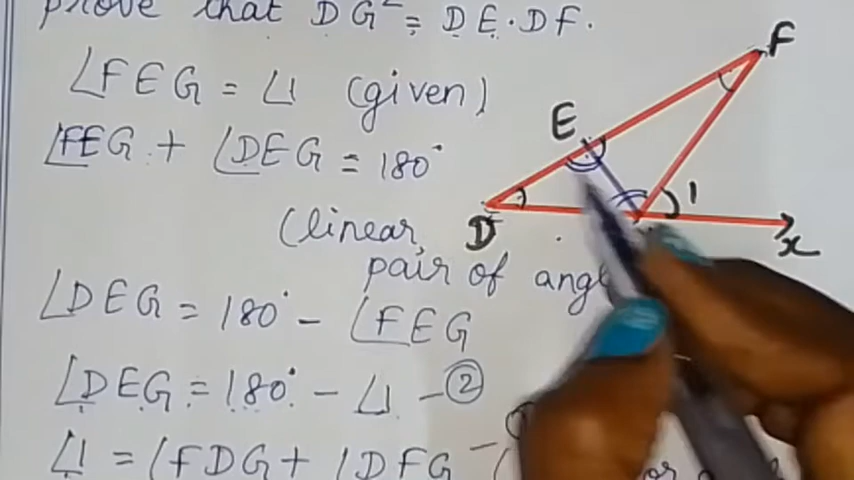 prove that DG² = DE·DF.
∠FEG = ∠1 (given)
∠FEG + ∠DEG = 180°
(linear pair of
∠DEG = 180° - ∠FEG
∠DEG = 180° - ∠1 - ②
∠1 = ∠FDG + ∠DFG -
F
E
1
D
x